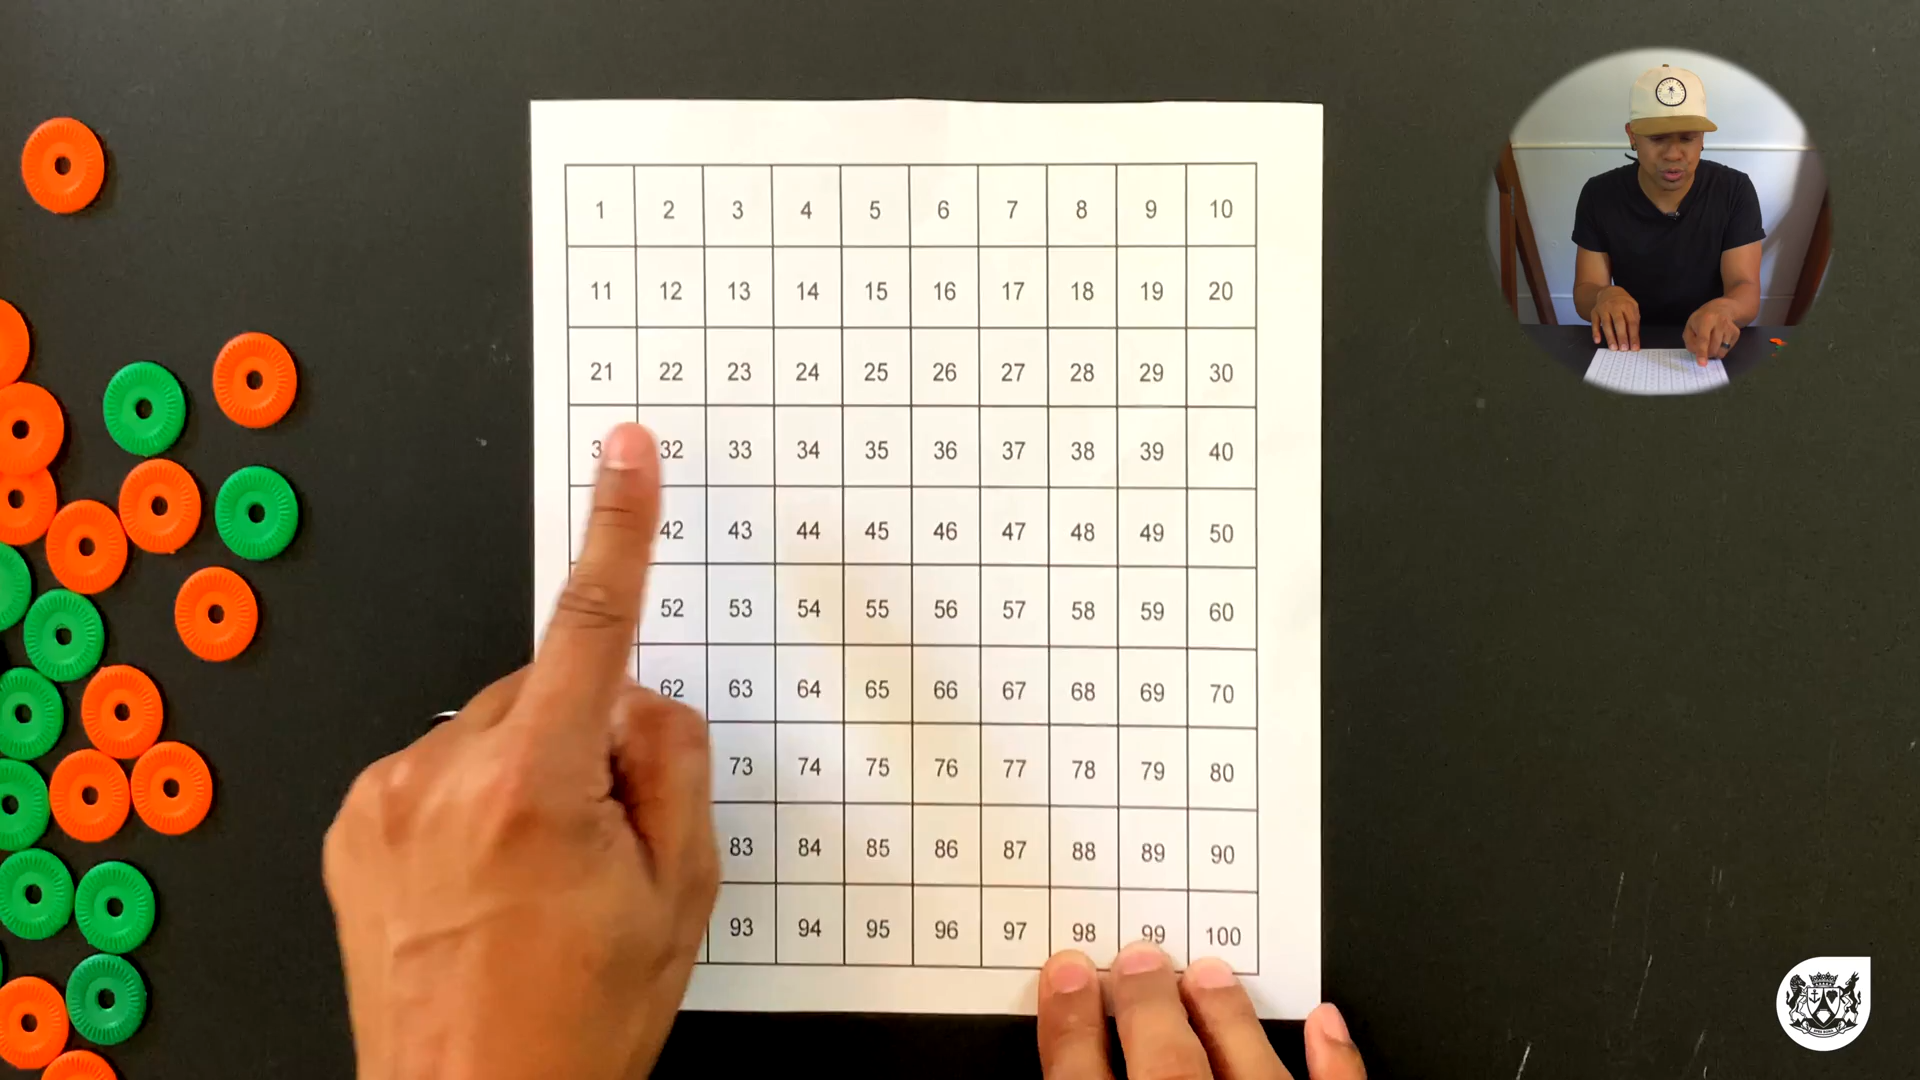 1 2 3 4 5 6 7 8 9 10
11 12 13 14 15 16 17 18 19 20
21 22 23 24 25 26 27 28 29 30
32 33 34 35 36 37 38 39 40
42 43 44 45 46 47 48 49 50
52 53 54 55 56 57 58 59 60
62 63 64 65 66 67 68 69 70
73 74 75 76 77 78 79 80
83 84 85 86 87 88 89 90
93 94 95 96 97 98 99 100